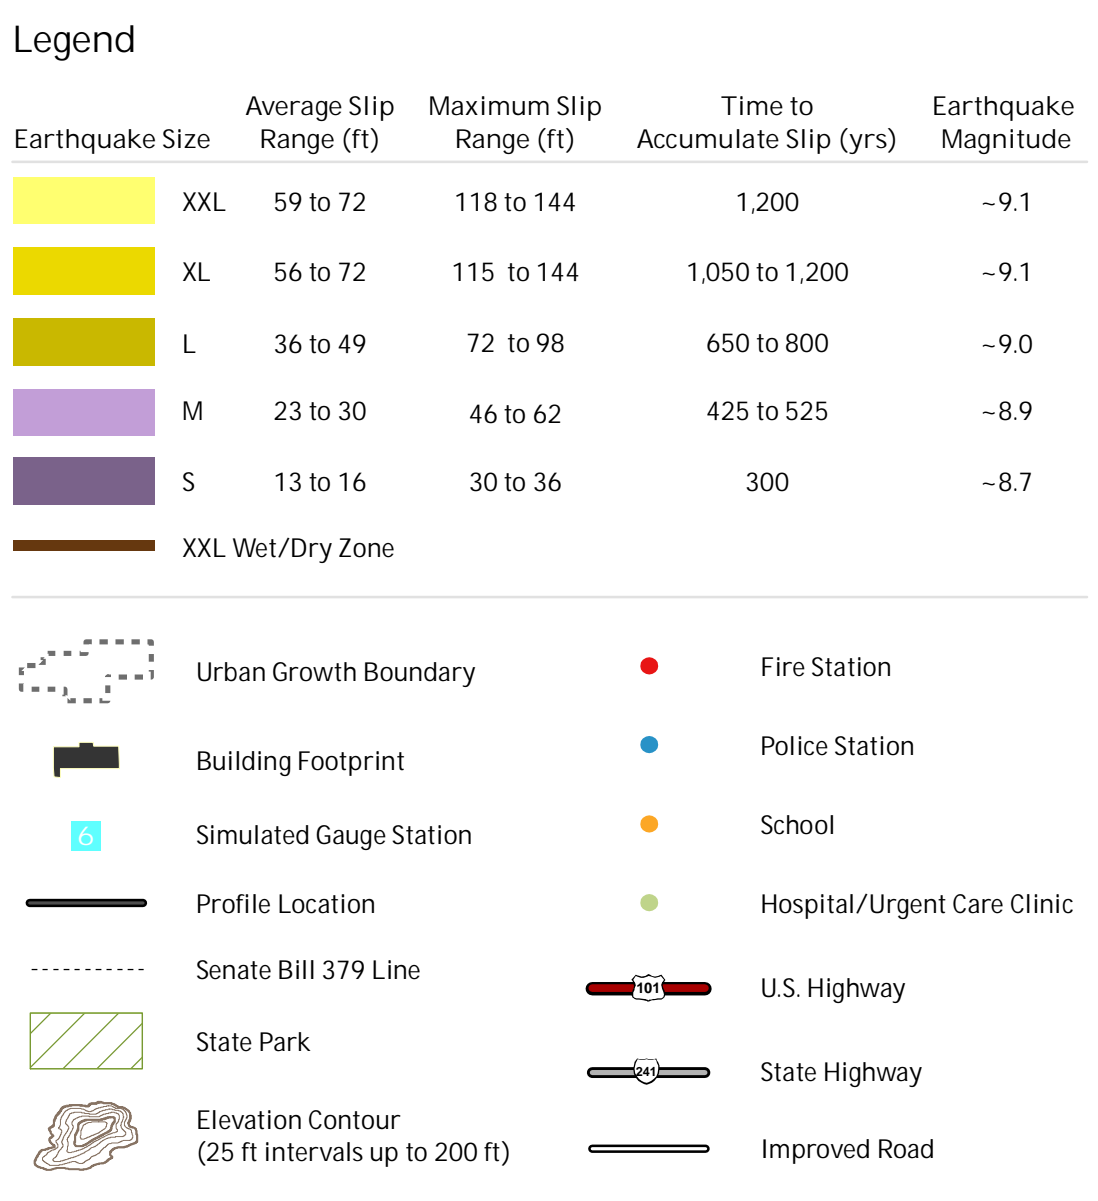 Legend
Earthquake Size
Average Slip
Range (ft)
Maximum Slip
Range (ft)
Time to
Accumulate Slip (yrs)
Earthquake
Magnitude
XXL 59 to 72 118 to 144 1,200 ~9.1
XL 56 to 72 115 to 144 1,050 to 1,200 ~9.1
L 36 to 49 72 to 98 650 to 800 ~9.0
M 23 to 30 46 to 62 425 to 525 ~8.9
S 13 to 16 30 to 36 300 ~8.7
XXL Wet/Dry Zone
Urban Growth Boundary
Building Footprint
6 Simulated Gauge Station
Profile Location
Senate Bill 379 Line
State Park
Elevation Contour
(25 ft intervals up to 200 ft)
Fire Station
Police Station
School
Hospital/Urgent Care Clinic
101 U.S. Highway
241 State Highway
Improved Road